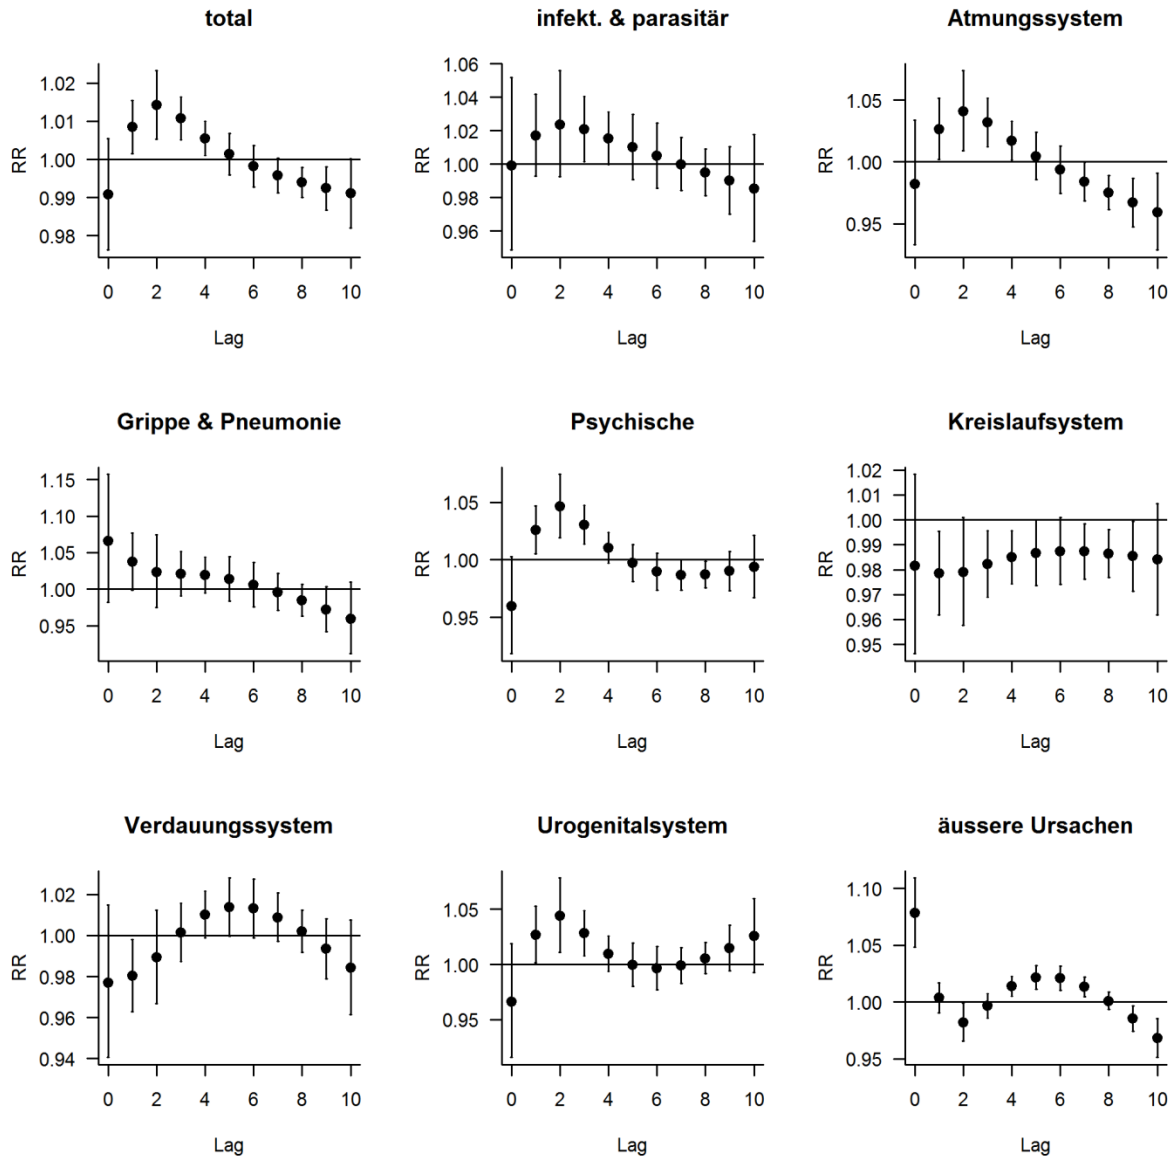 total
RR
1.02
1.01
1.00
0.99
0.98
0 2 4 6 8 10
Lag
infekt. & parasitär
RR
1.06
1.04
1.02
1.00
0.98
0.96
0 2 4 6 8 10
Lag
Atmungssystem
RR
1.05
1.00
0.95
0 2 4 6 8 10
Lag
Grippe & Pneumonie
RR
1.15
1.10
1.05
1.00
0.95
0 2 4 6 8 10
Lag
Psychische
RR
1.05
1.00
0.95
0 2 4 6 8 10
Lag
Kreislaufsystem
RR
1.02
1.01
1.00
0.99
0.98
0.97
0.96
0.95
0 2 4 6 8 10
Lag
Verdauungssystem
RR
1.02
1.00
0.98
0.96
0.94
0 2 4 6 8 10
Lag
Urogenitalsystem
RR
1.05
1.00
0.95
0 2 4 6 8 10
Lag
äussere Ursachen
RR
1.10
1.05
1.00
0.95
0 2 4 6 8 10
Lag